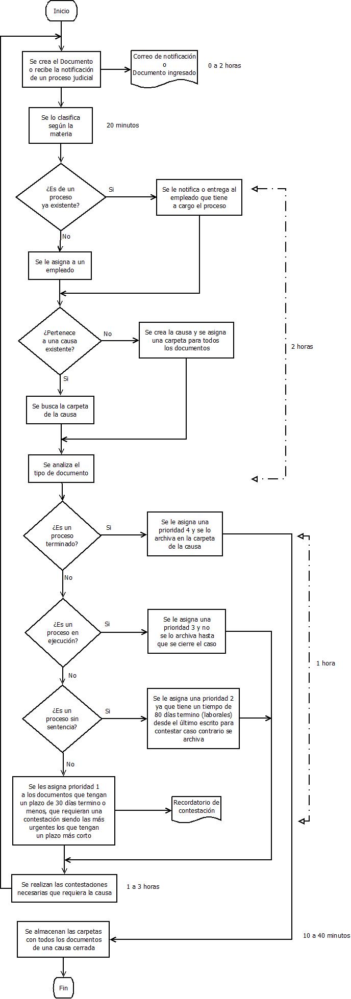 Inicio
Se crea el Documento
o recibe la notificación
de un proceso judicial
Correo de notificación
o
Documento ingresado
0 a 2 horas
Se lo clasifica
según la
materia
20 minutos
¿Es de un
proceso
ya existente?
Si
Se le notifica o entrega al
empleado que tiene
a cargo el proceso
No
Se le asigna a un
empleado
¿Pertenece
a una causa
existente?
No
Se crea la causa y se asigna
una carpeta para todos
los documentos
2 horas
Si
Se busca la carpeta
de la causa
Se analiza el
tipo de documento
¿Es un
proceso
terminado?
Si
Se le asigna una
prioridad 4 y se lo
archiva en la carpeta
de la causa
No
¿Es un
proceso en
ejecución?
Si
Se le asigna una
prioridad 3 y no
se lo archiva hasta
que se cierre el caso
1 hora
No
¿Es un
proceso sin
sentencia?
Si
Se le asigna una prioridad 2
ya que tiene un tiempo de
80 días termino (laborales)
desde el último escrito para
contestar caso contrario se
archiva
No
Se les asigna prioridad 1
a los documentos que tengan
un plazo de 30 días termino o
menos, que requieran una
contestación siendo las más
urgentes los que tengan
un plazo más corto
Recordatorio de
contestación
Se realizan las contestaciones
necesarias que requiera la causa
1 a 3 horas
Se almacenan las carpetas
con todos los documentos
de una causa cerrada
10 a 40 minutos
Fin